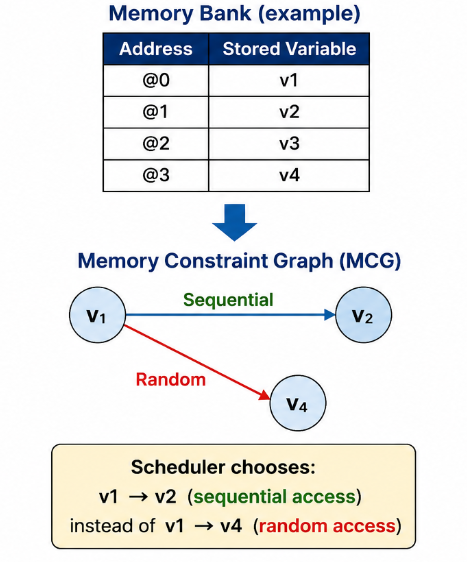 Memory Bank (example)
Address Stored Variable
@0 v1
@1 v2
@2 v3
@3 v4
Memory Constraint Graph (MCG)
Sequential
v₁ v₂
Random
v₄
Scheduler chooses:
v1 → v2 (sequential access)
instead of v1 → v4 (random access)